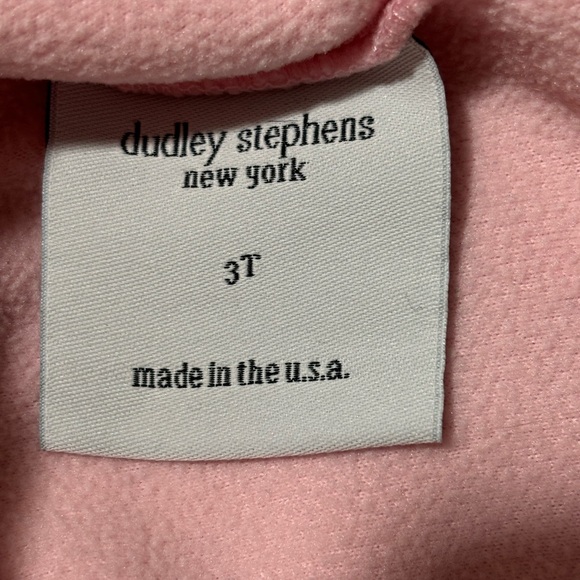 dudley stephens
new york
3T
made in the u.s.a.